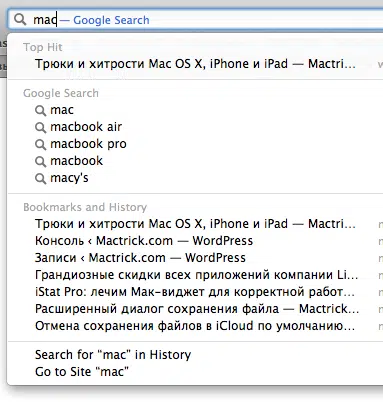 mac — Google Search
Top Hit
Трюки и хитрости Mac OS X, iPhone и iPad — Mactri...
Google Search
mac
macbook air
macbook pro
macbook
macy's
Bookmarks and History
Трюки и хитрости Mac OS X, iPhone и iPad — Mactri...
Консоль ‹ Mactrick.com — WordPress
Записи ‹ Mactrick.com — WordPress
Грандиозные скидки всех приложений компании Li...
iStat Pro: лечим Мак-виджет для корректной работ...
Расширенный диалог сохранения файла — Mactrick...
Отмена сохранения файлов в iCloud по умолчанию...
Search for “mac” in History
Go to Site “mac”